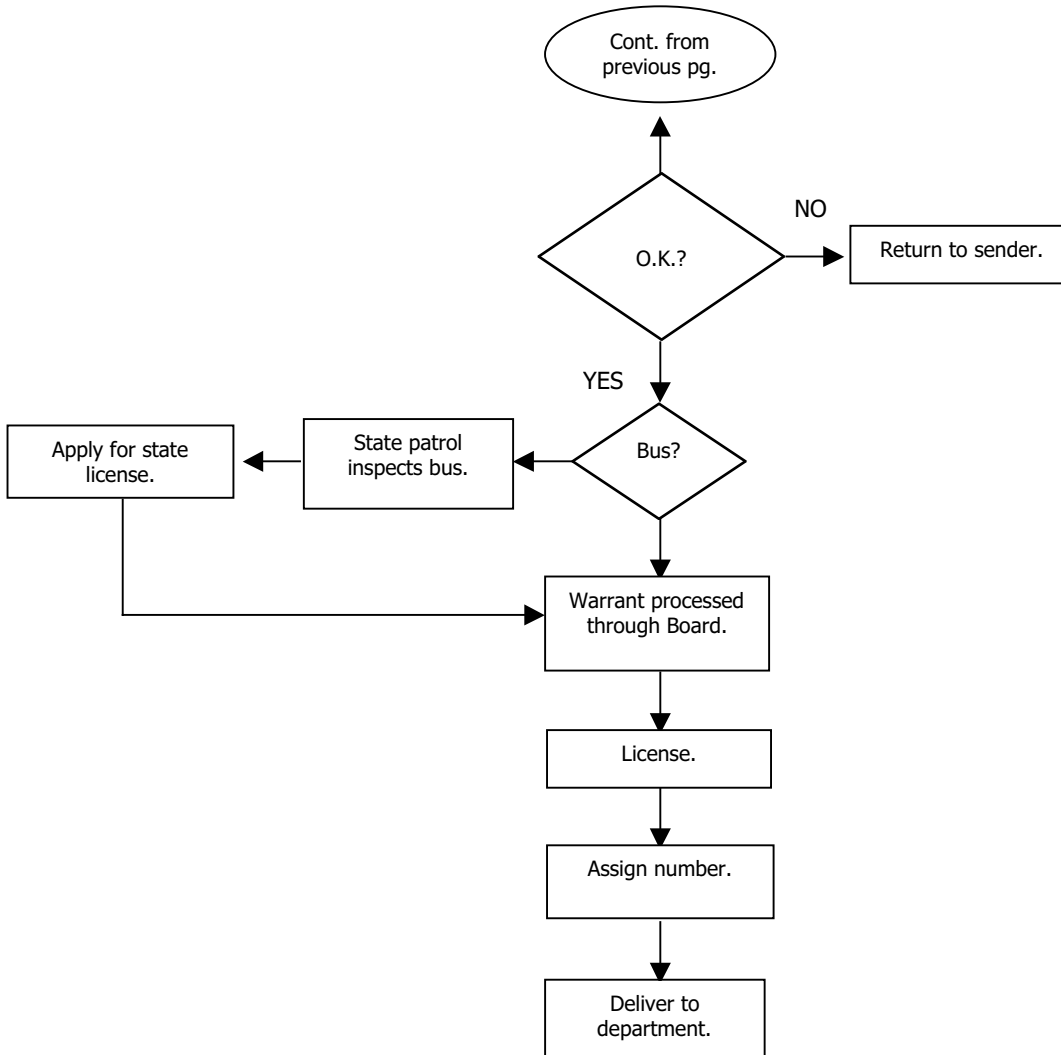 Cont. from
previous pg.
NO
O.K.?
Return to sender.
YES
Bus?
State patrol
inspects bus.
Apply for state
license.
Warrant processed
through Board.
License.
Assign number.
Deliver to
department.